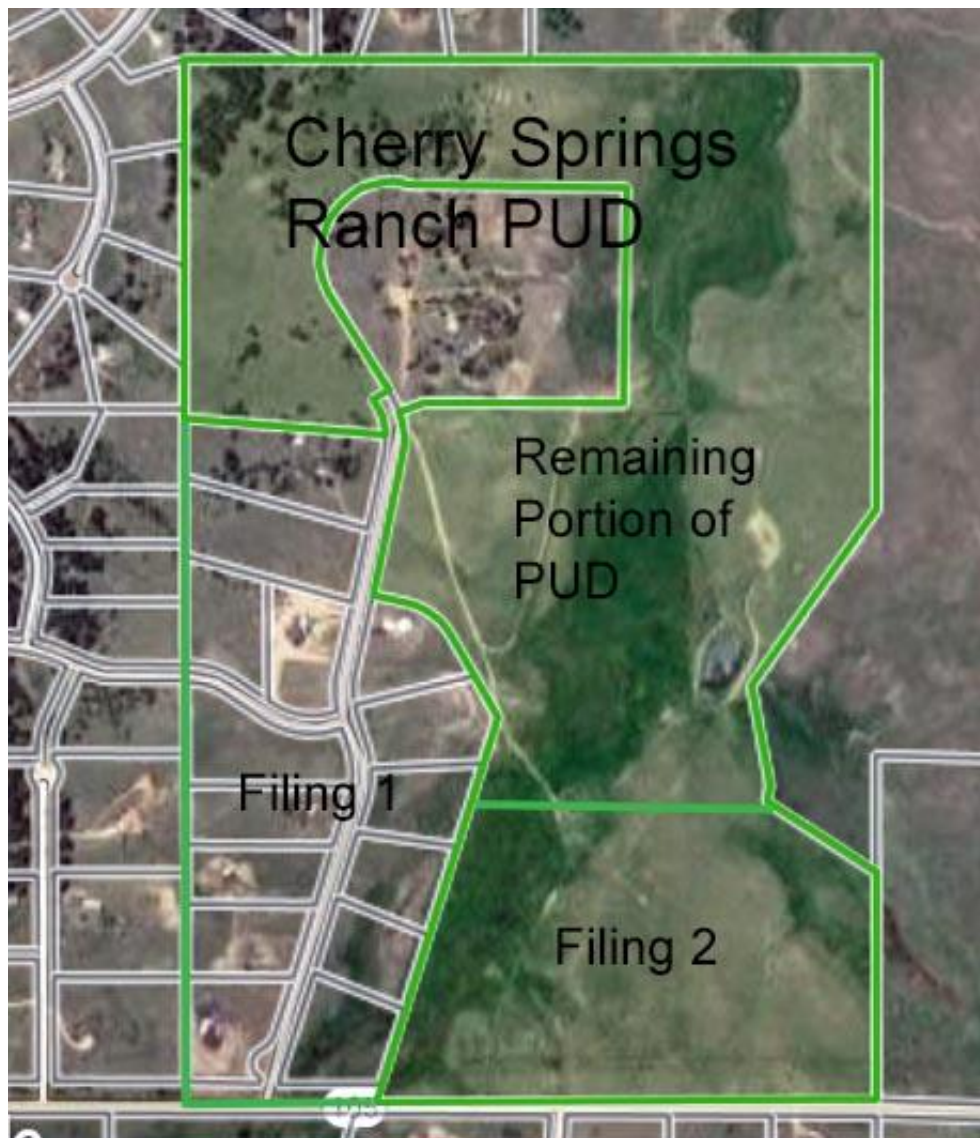 Cherry Springs
Ranch PUD
Remaining
Portion of
PUD
Filing 1
Filing 2